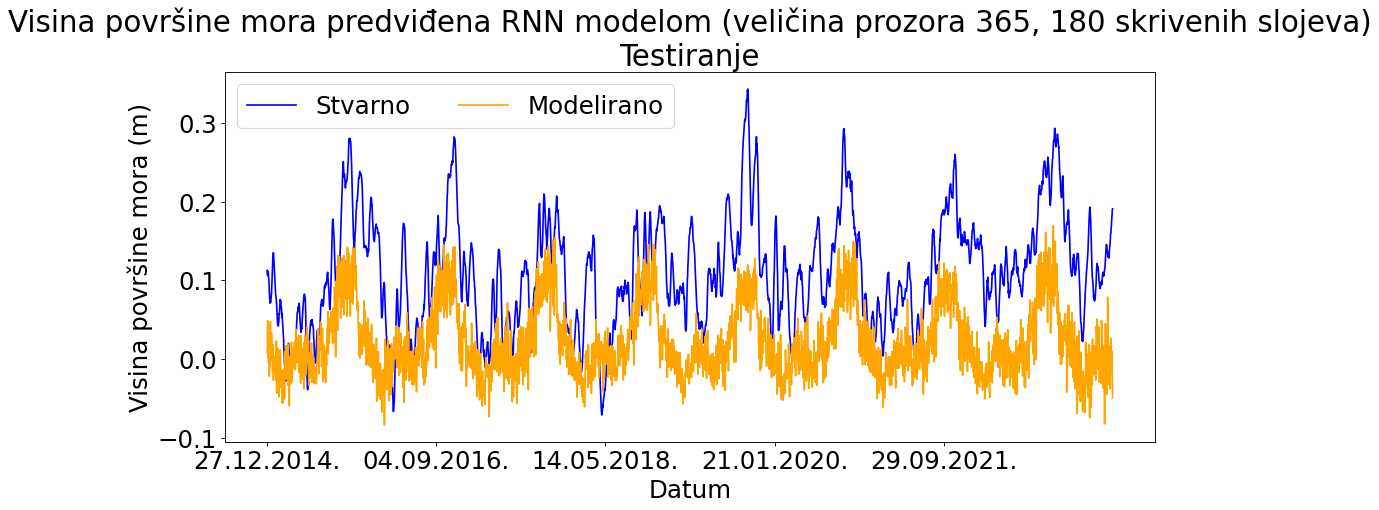 Visina površine mora predviđena RNN modelom (veličina prozora 365, 180 skrivenih slojeva)
Testiranje
Stvarno
Modelirano
Visina površine mora (m)
0.3
0.2
0.1
0.0
−0.1
27.12.2014.
04.09.2016.
14.05.2018.
21.01.2020.
29.09.2021.
Datum